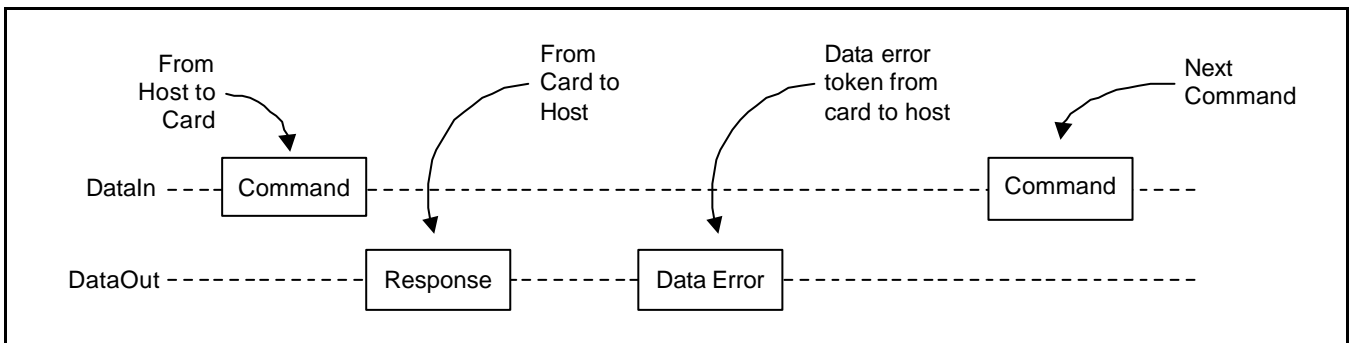 From
Host to
Card
From
Card to
Host
Data error
token from
card to host
Next
Command
DataIn
Command
Command
DataOut
Response
Data Error